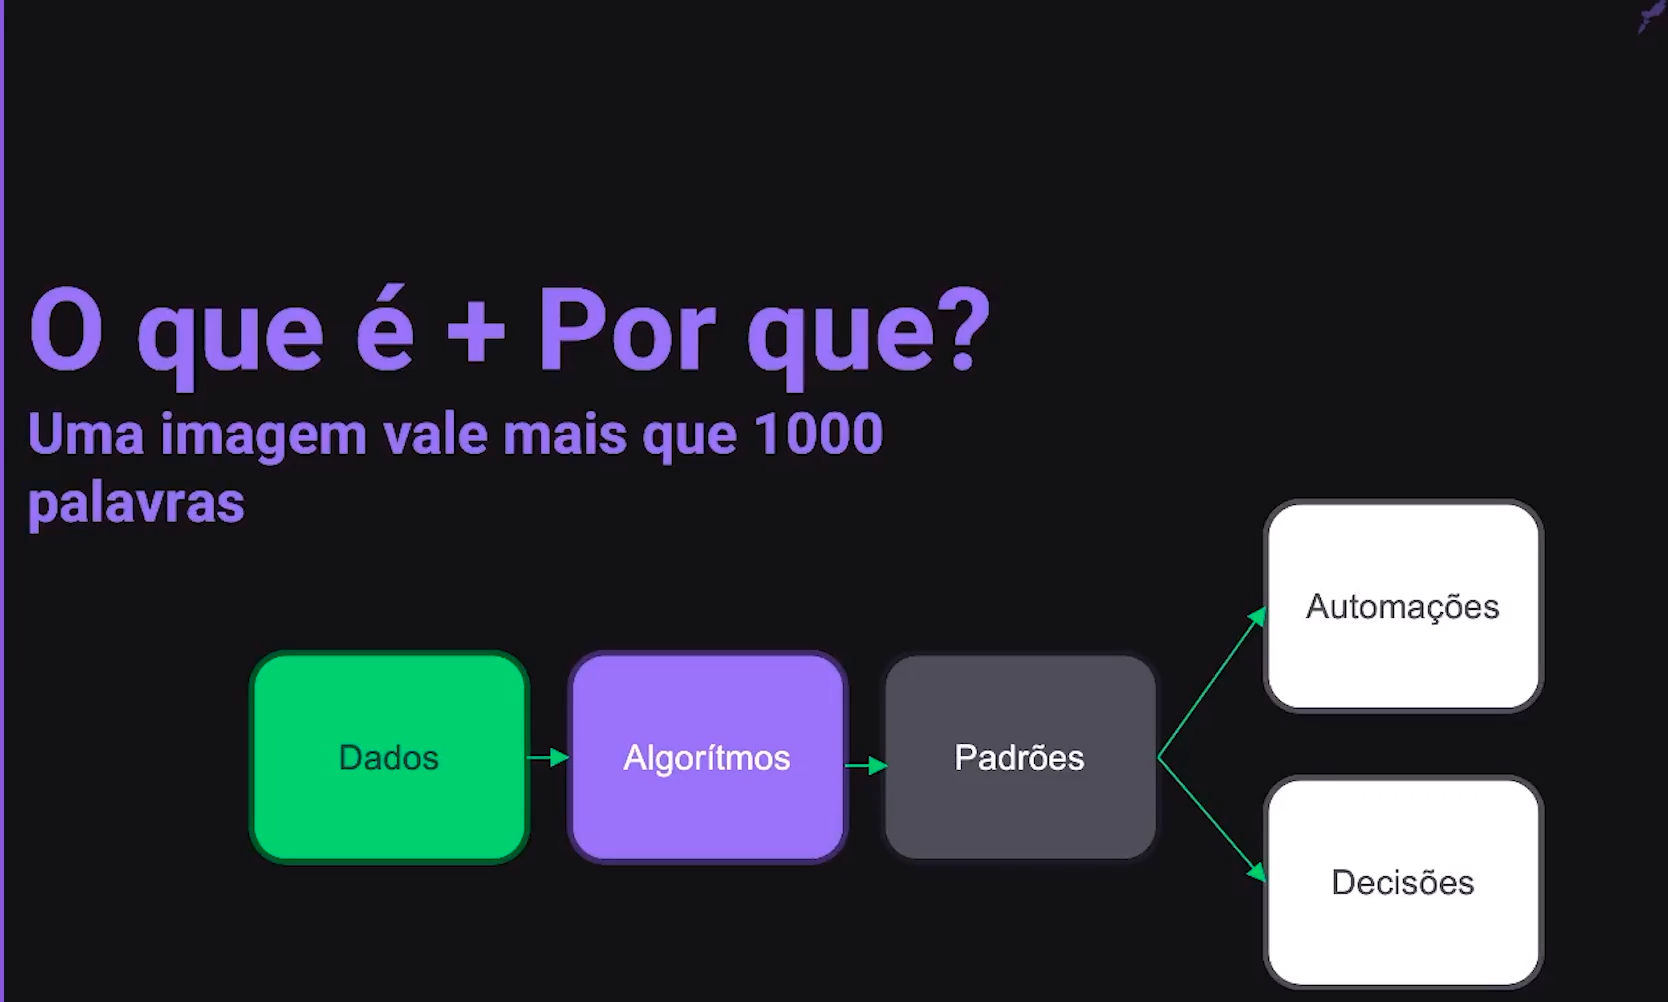 O que é + Por que?
Uma imagem vale mais que 1000
palavras
Dados
Algorítmos
Padrões
Automações
Decisões